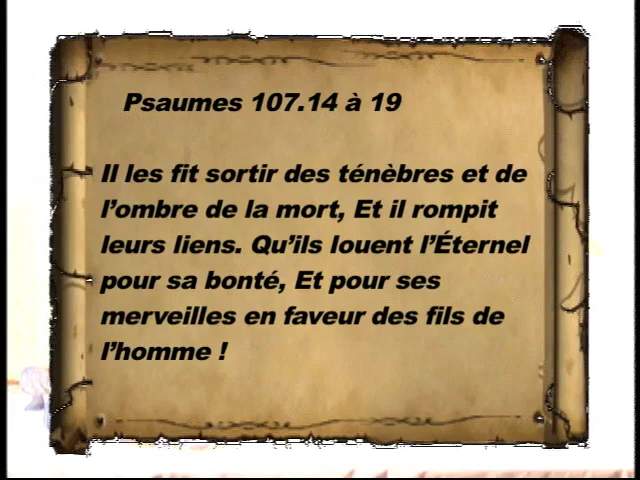 Psaumes 107.14 à 19
Il les fit sortir des ténèbres et de
l’ombre de la mort, Et il rompit
leurs liens. Qu’ils louent l’Éternel
pour sa bonté, Et pour ses
merveilles en faveur des fils de
l’homme !